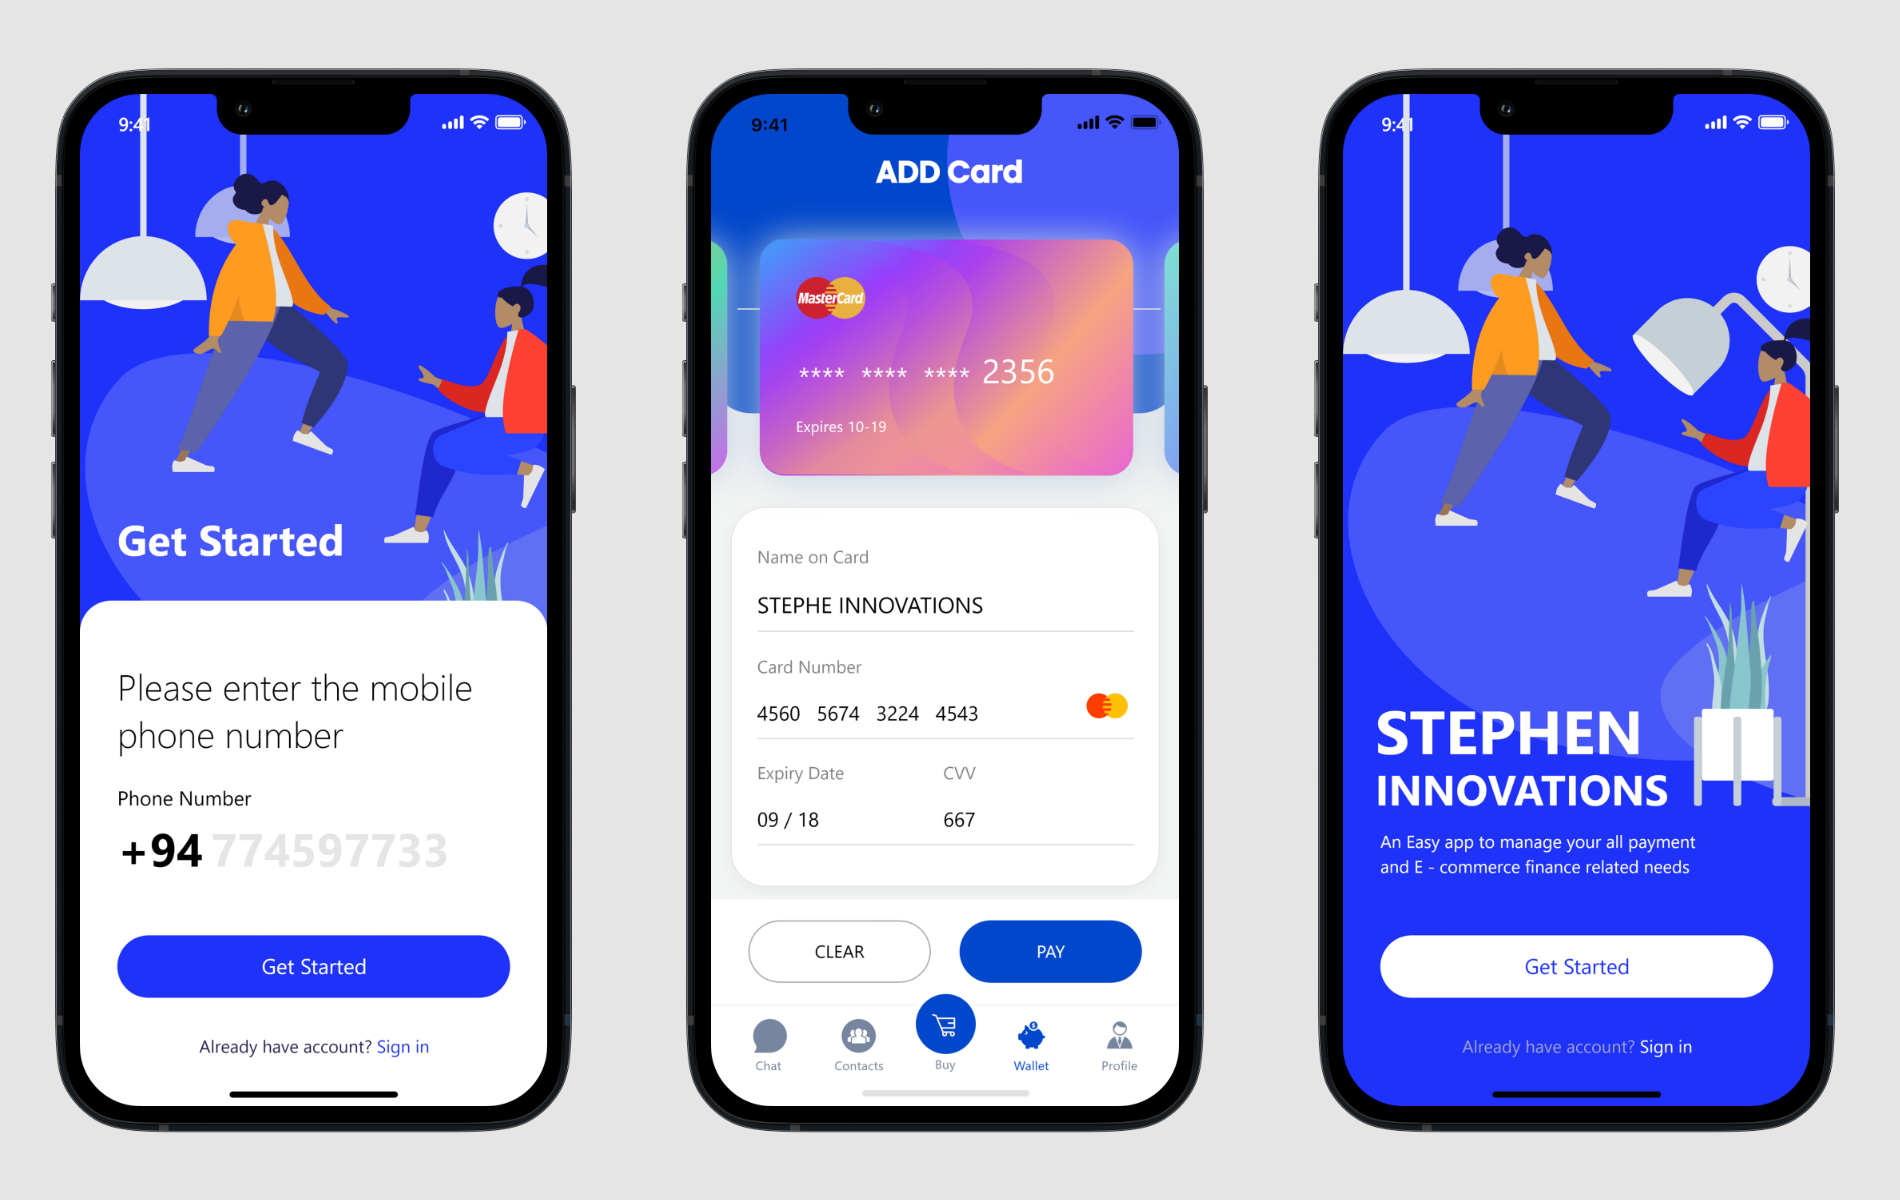 9:41
Get Started
Please enter the mobile
phone number
Phone Number
+94 774597733
Get Started
Already have account? Sign in
9:41
ADD Card
MasterCard
**** **** **** 2356
Expires 10-19
Name on Card
STEPHE INNOVATIONS
Card Number
4560 5674 3224 4543
Expiry Date CVV
09 / 18 667
CLEAR PAY
Chat Contacts Buy Wallet Profile
9:41
STEPHEN
INNOVATIONS
An Easy app to manage your all payment
and E - commerce finance related needs
Get Started
Already have account? Sign in